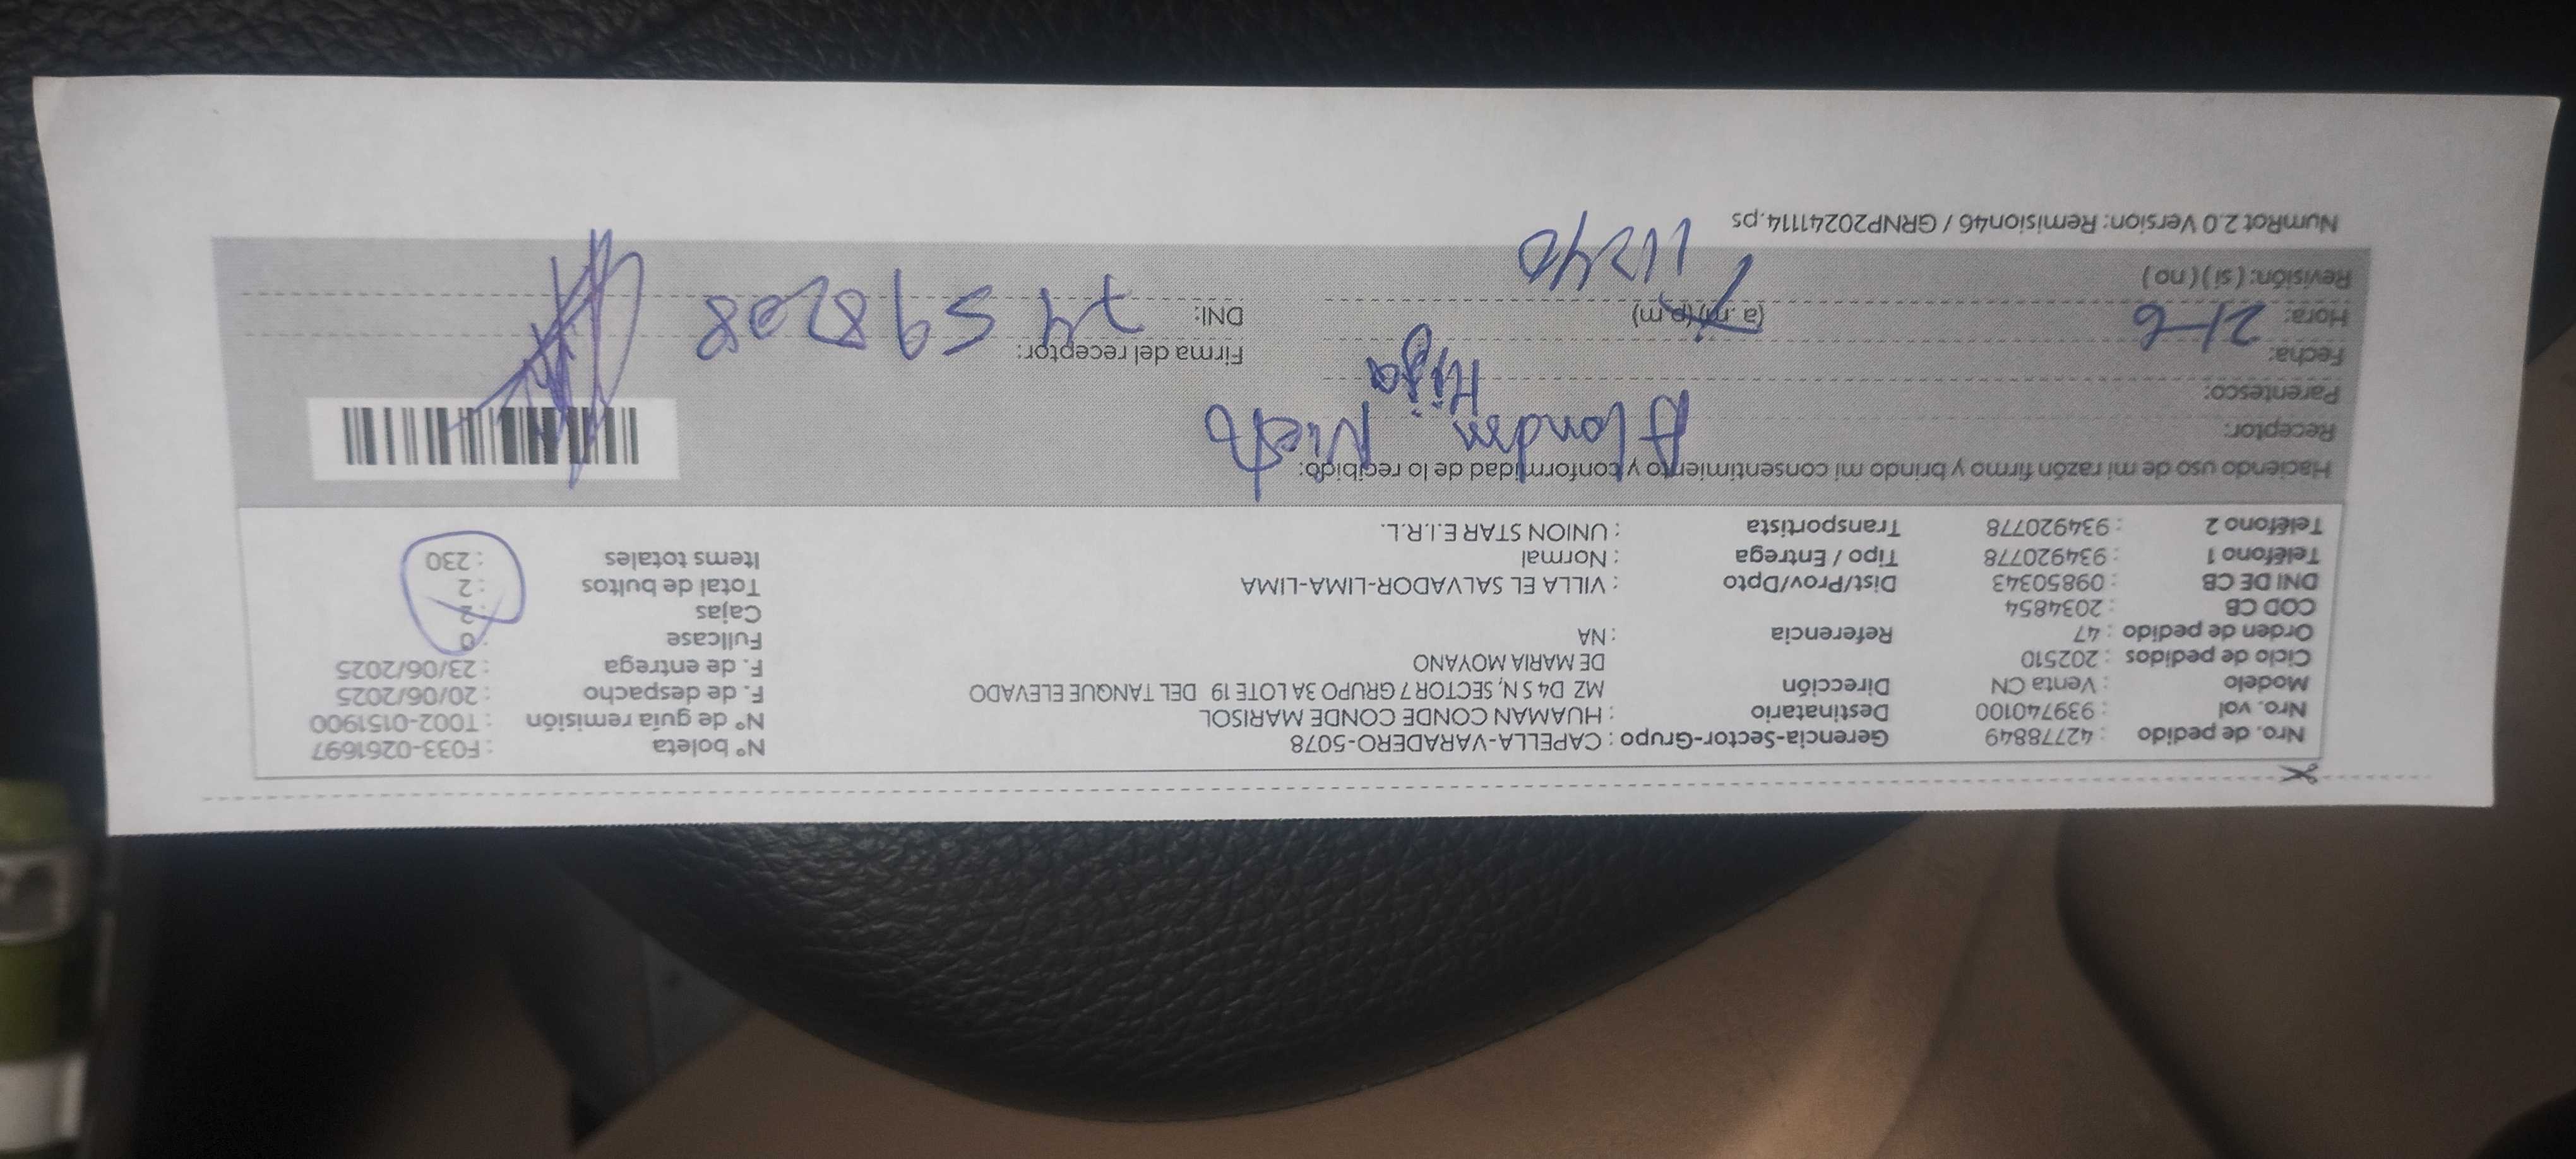 Nro. de pedido : 42778849 Gerencia-Sector-Grupo : CAPELLA-VARADERO-5078 N° boleta : F033-0261697
Nro. vol : 939740100 Destinatario : HUAMAN CONDE CONDE MARISOL N° de guía remisión : T002-0151900
Modelo : Venta CN Dirección MZ D4 S N, SECTOR 7 GRUPO 3A LOTE 19 DEL TANQUE ELEVADO F. de despacho : 20/06/2025
Ciclo de pedidos : 202510 DE MARIA MOYANO F. de entrega : 23/06/2025
Orden de pedido : 47 Referencia : NA Fullcase : 0
COD CB : 2034854 Cajas : 2
DNI DE CB : 09850343 Dist/Prov/Dpto : VILLA EL SALVADOR-LIMA-LIMA Total de bultos : 2
Teléfono 1 : 934920778 Tipo / Entrega : Normal Items totales : 230
Teléfono 2 : 934920778 Transportista : UNION STAR E.I.R.L.
Haciendo uso de mi razón firmo y brindo mi consentimiento y conformidad de lo recibido:
Receptor:
Parentesco: Hija
Fecha: Firma del receptor:
Hora: 21-6 (a. m) (p.m) DNI: 74598208
Revisión: ( si ) ( no ) 11:40
NumRot 2.0 Version: Remision46 / GRNP20241114.ps